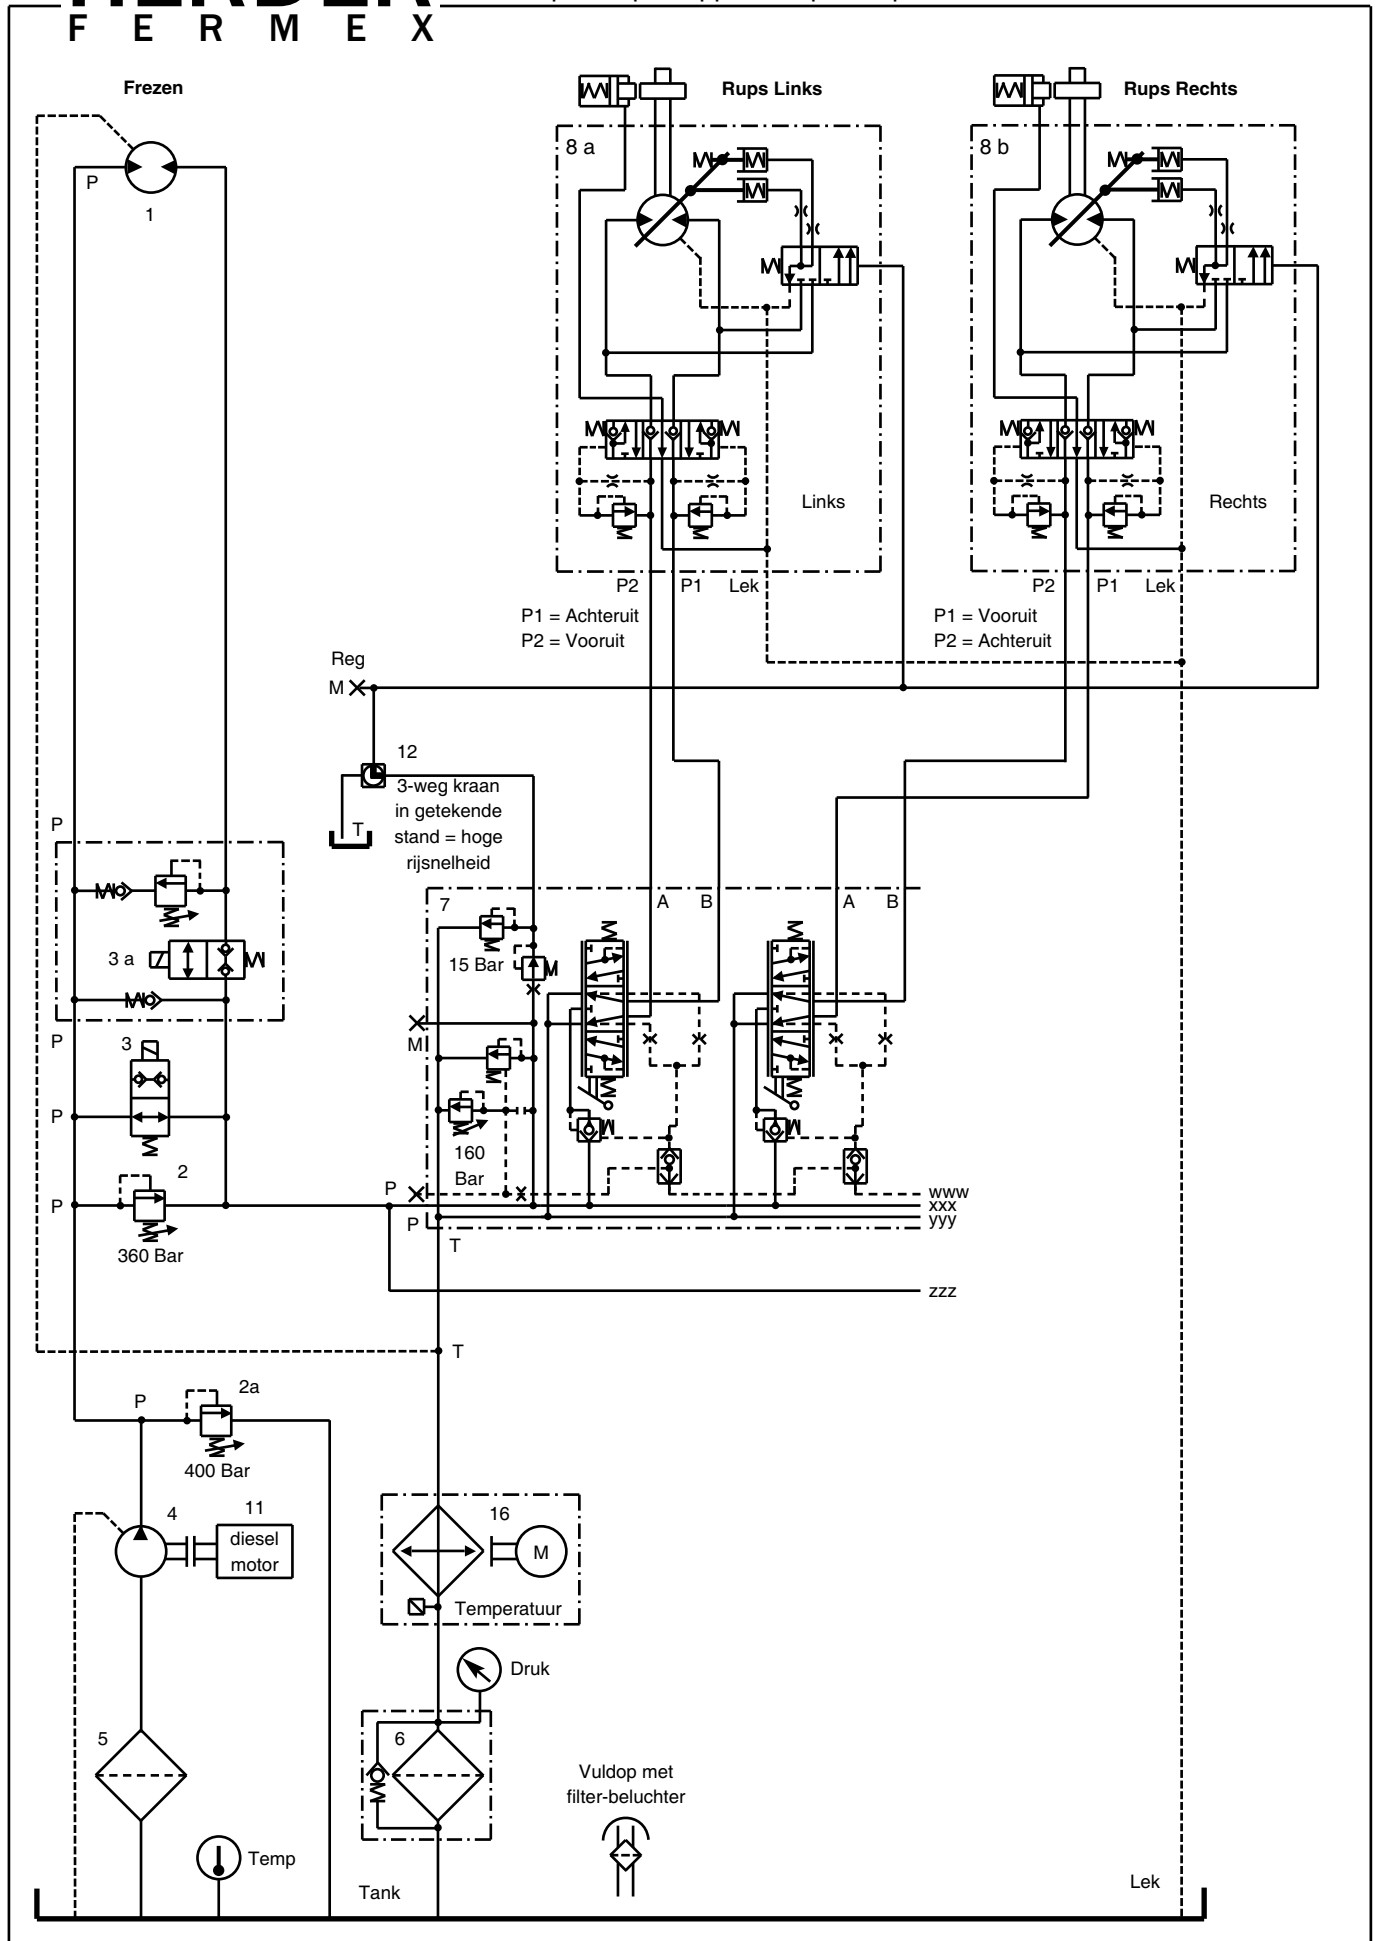 F E R M E X
Frezen
Rups Links
Rups Rechts
8 a
8 b
P
1
Links
Rechts
P2 P1 Lek
P2 P1 Lek
P1 = Achteruit
P2 = Vooruit
P1 = Vooruit
P2 = Achteruit
Reg
M
12
3-weg kraan
in getekende
stand = hoge
rijsnelheid
T
P
7
A B
A B
3 a
15 Bar
P
3
M
P
160
Bar
2
P
P
360 Bar
P
T
www
xxx
yyy
zzz
T
P
2a
400 Bar
4
11
diesel
motor
16
M
Temperatuur
Druk
5
6
Vuldop met
filter-beluchter
Temp
Tank
Lek